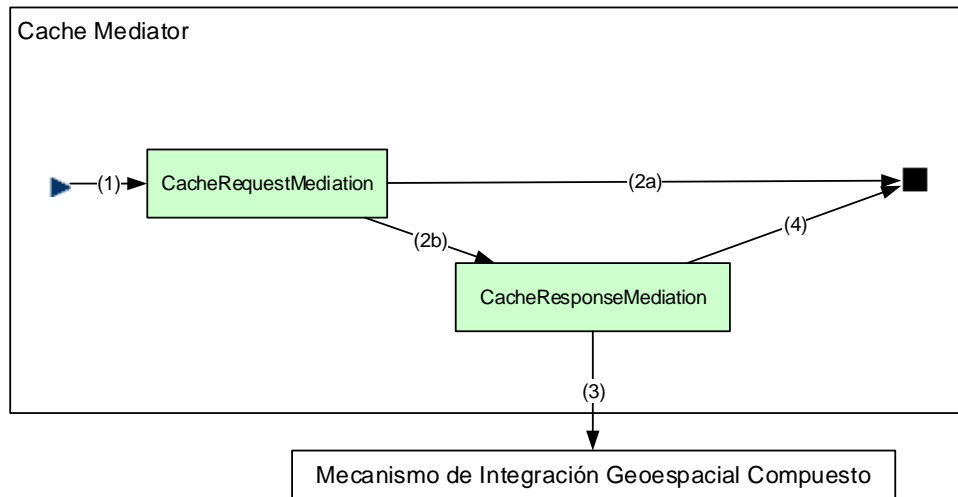 Cache Mediator
(1)
CacheRequestMediation
(2a)
(2b)
(4)
CacheResponseMediation
(3)
Mecanismo de Integración Geoespacial Compuesto